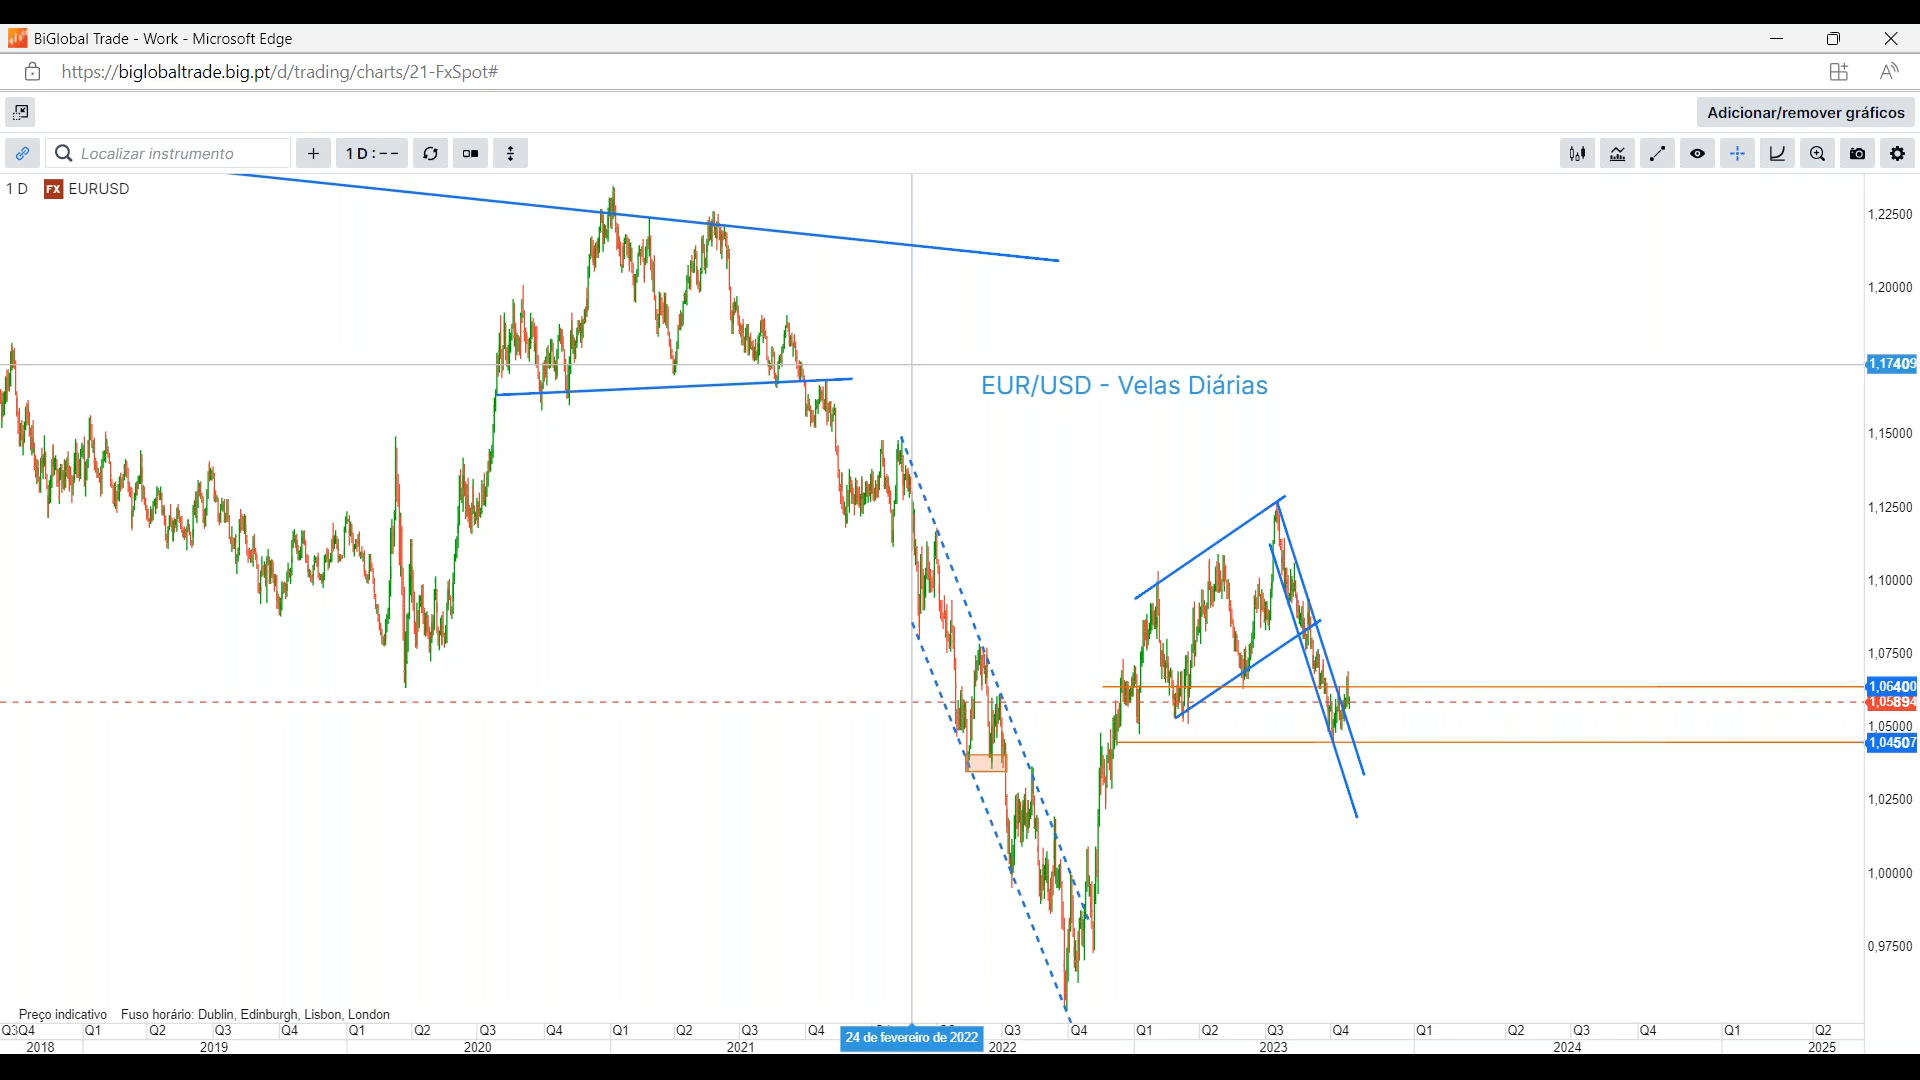 BiGlobal Trade - Work - Microsoft Edge
https://biglobaltrade.big.pt/d/trading/charts/21-FxSpot#
Adicionar/remover gráficos
Localizar instrumento
1 D : – –
1 D FX EURUSD
1,22500
1,20000
1,17409
EUR/USD - Velas Diárias
1,15000
1,12500
1,10000
1,07500
1,06400
1,05894
1,05000
1,04507
1,02500
1,00000
0,97500
Preço indicativo Fuso horário: Dublin, Edinburgh, Lisbon, London
Q3 Q4 Q1 Q2 Q3 Q4 Q1 Q2 Q3 Q4 Q1 Q2 Q3 Q4 Q3 Q4 Q1 Q2 Q3 Q4 Q1 Q2 Q3 Q4 Q1 Q2
24 de fevereiro de 2022
2018 2019 2020 2021 2022 2023 2024 2025